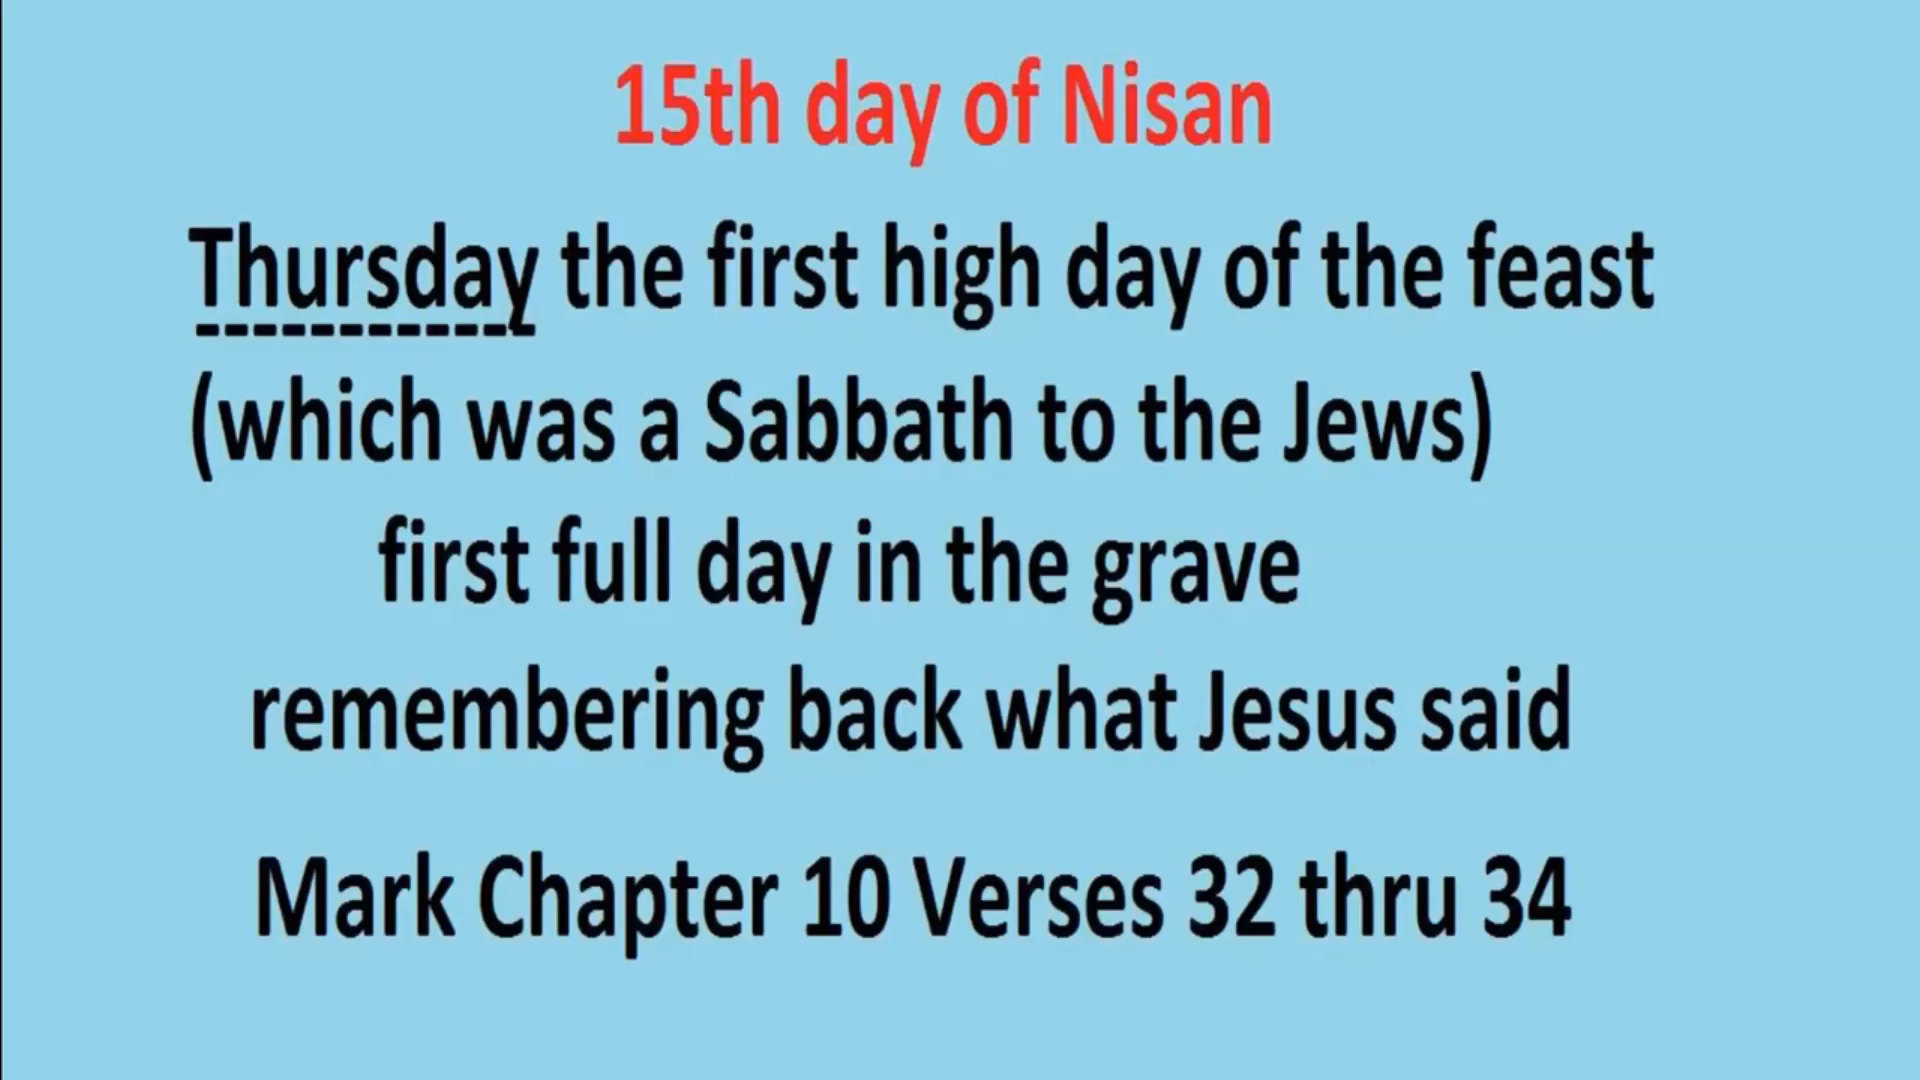 15th day of Nisan
Thursday the first high day of the feast
-----------
(which was a Sabbath to the Jews)
first full day in the grave
remembering back what Jesus said
Mark Chapter 10 Verses 32 thru 34